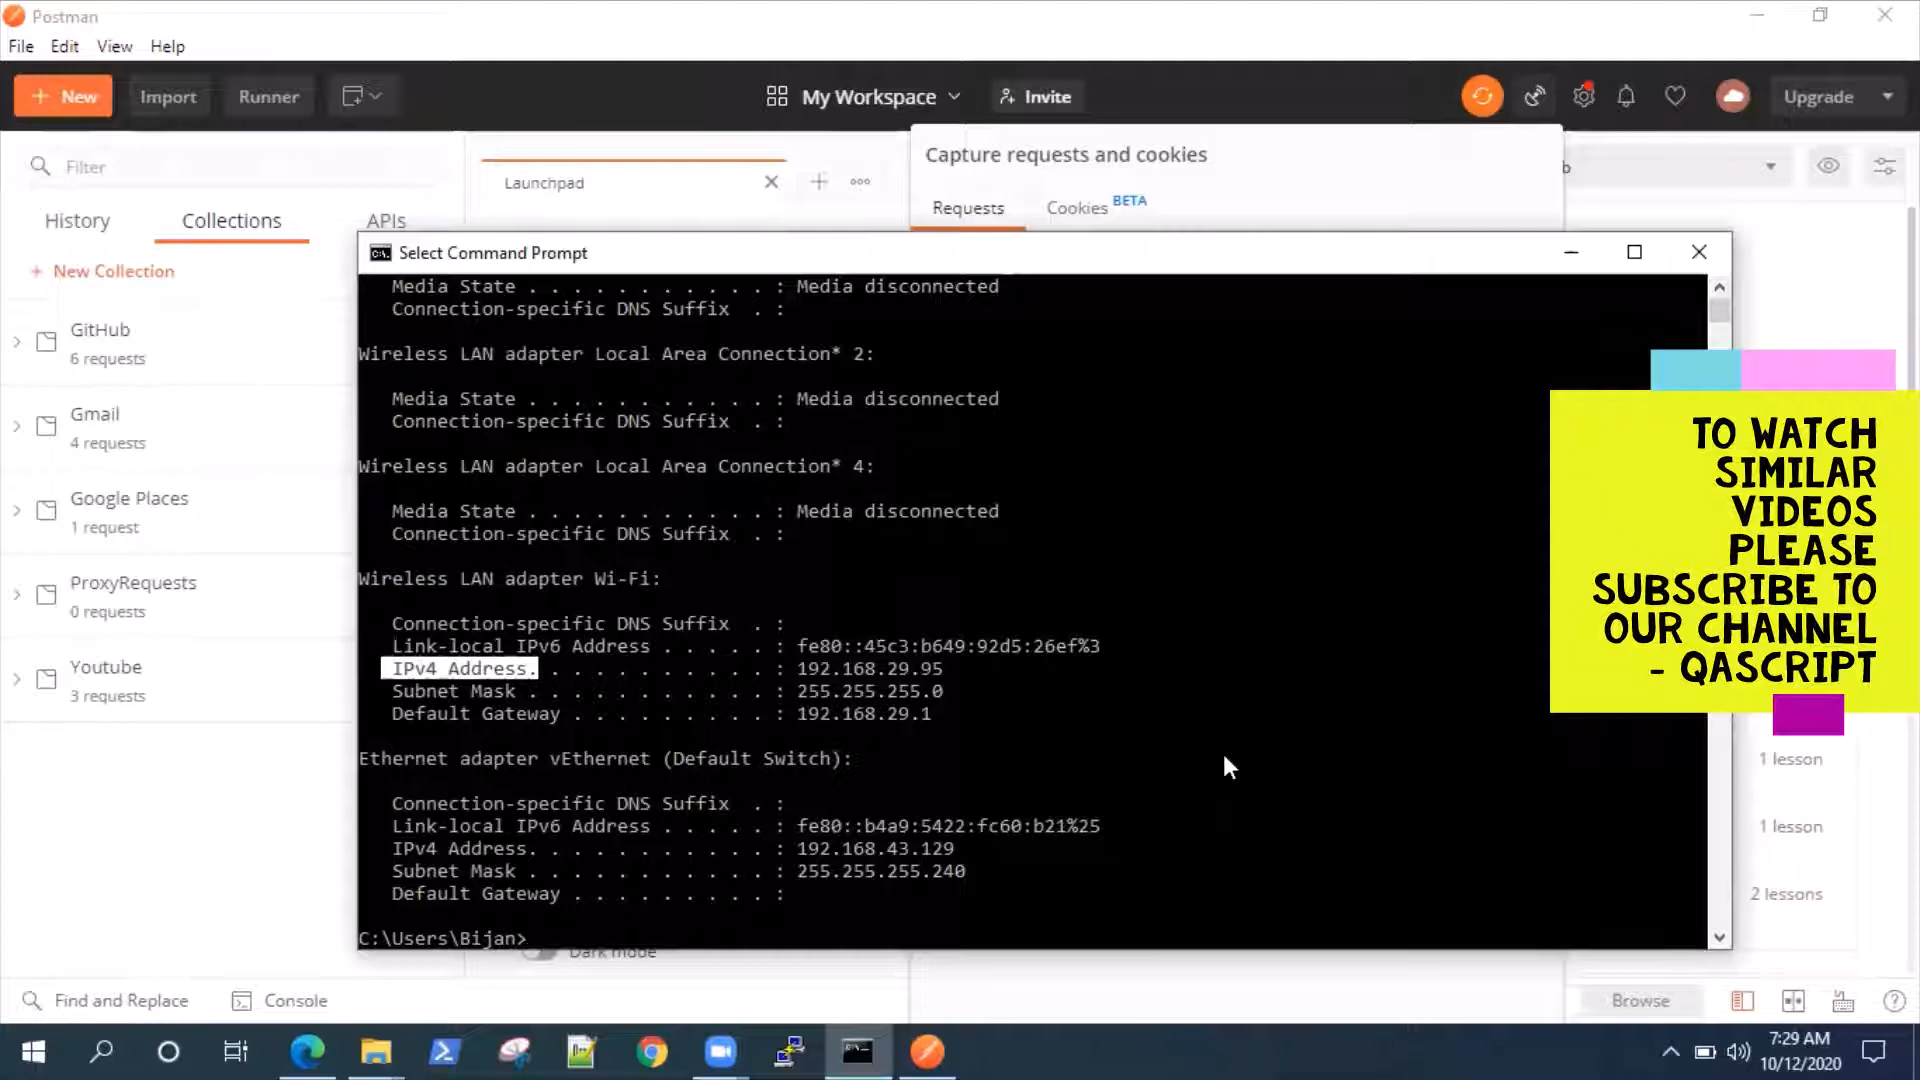 Postman
File Edit View Help
+ New Import Runner My Workspace Invite Upgrade
Filter
Launchpad
Capture requests and cookies
Requests Cookies BETA
History Collections APIs
+ New Collection
GitHub
6 requests
Gmail
4 requests
Google Places
1 request
ProxyRequests
0 requests
Youtube
3 requests
Select Command Prompt
Media State . . . . . . . . . . . : Media disconnected
Connection-specific DNS Suffix . :
Wireless LAN adapter Local Area Connection* 2:
Media State . . . . . . . . . . . : Media disconnected
Connection-specific DNS Suffix . :
Wireless LAN adapter Local Area Connection* 4:
Media State . . . . . . . . . . . : Media disconnected
Connection-specific DNS Suffix . :
Wireless LAN adapter Wi-Fi:
Connection-specific DNS Suffix . :
Link-local IPv6 Address . . . . . : fe80::45c3:b649:92d5:26ef%3
IPv4 Address. . . . . . . . . . . : 192.168.29.95
Subnet Mask . . . . . . . . . . . : 255.255.255.0
Default Gateway . . . . . . . . . : 192.168.29.1
Ethernet adapter vEthernet (Default Switch):
Connection-specific DNS Suffix . :
Link-local IPv6 Address . . . . . : fe80::b4a9:5422:fc60:b21%25
IPv4 Address. . . . . . . . . . . : 192.168.43.129
Subnet Mask . . . . . . . . . . . : 255.255.255.240
Default Gateway . . . . . . . . . :
C:\Users\Bijan>
TO WATCH
SIMILAR
VIDEOS
PLEASE
SUBSCRIBE TO
OUR CHANNEL
- QASCRIPT
1 lesson
1 lesson
2 lessons
Dark mode
Find and Replace Console Browse
7:29 AM
10/12/2020